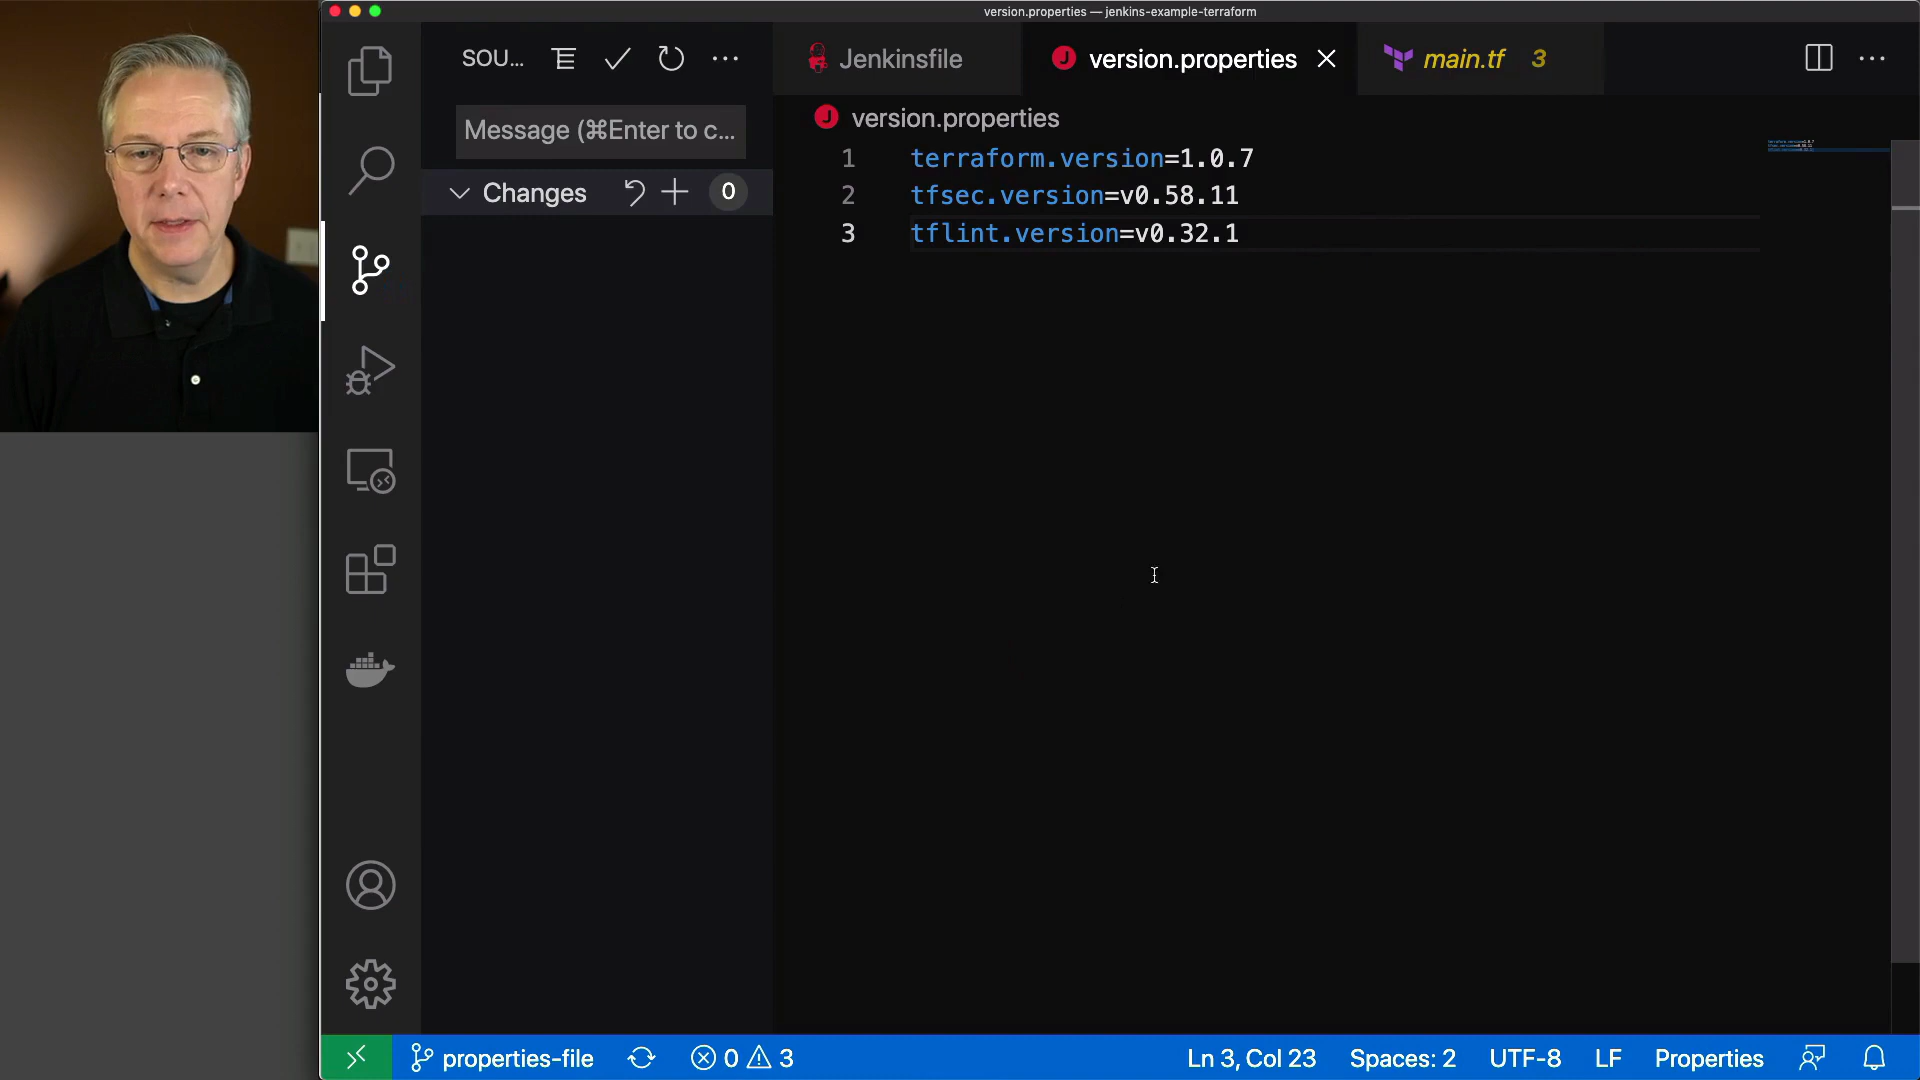 version.properties — jenkins-example-terraform
SOU...
Jenkinsfile
version.properties
main.tf 3
Message (⌘Enter to c...
version.properties
Changes 0
1 terraform.version=1.0.7
2 tfsec.version=v0.58.11
3 tflint.version=v0.32.1
properties-file
0
3
Ln 3, Col 23
Spaces: 2
UTF-8
LF
Properties